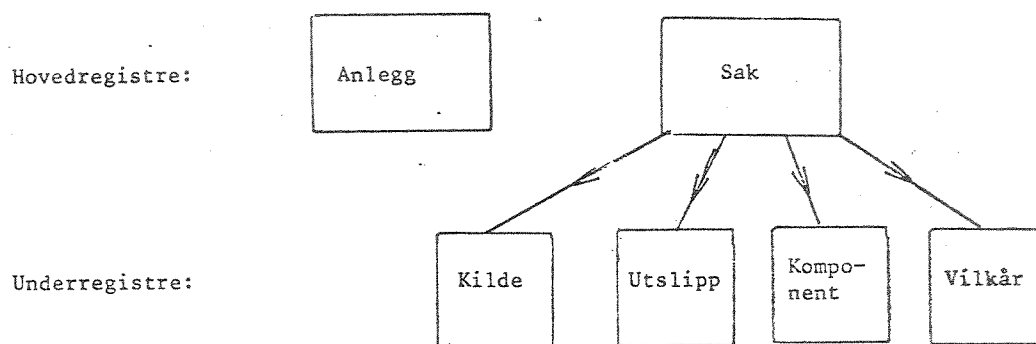 Hovedregistre:
Anlegg
Sak
Underregistre:
Kilde
Utslipp
Kompo-
nent
Vilkår